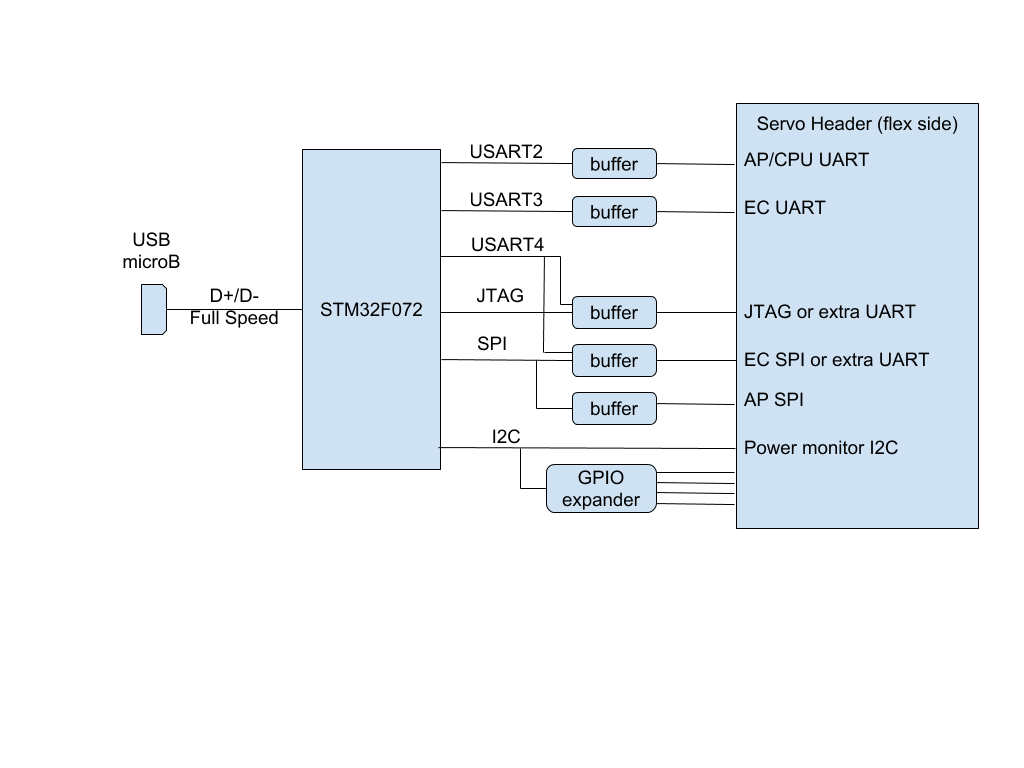 Servo Header (flex side)
USART2
buffer
AP/CPU UART
USART3
buffer
EC UART
USART4
USB
microB
D+/D-
Full Speed
STM32F072
JTAG
buffer
JTAG or extra UART
SPI
buffer
EC SPI or extra UART
buffer
AP SPI
I2C
Power monitor I2C
GPIO
expander